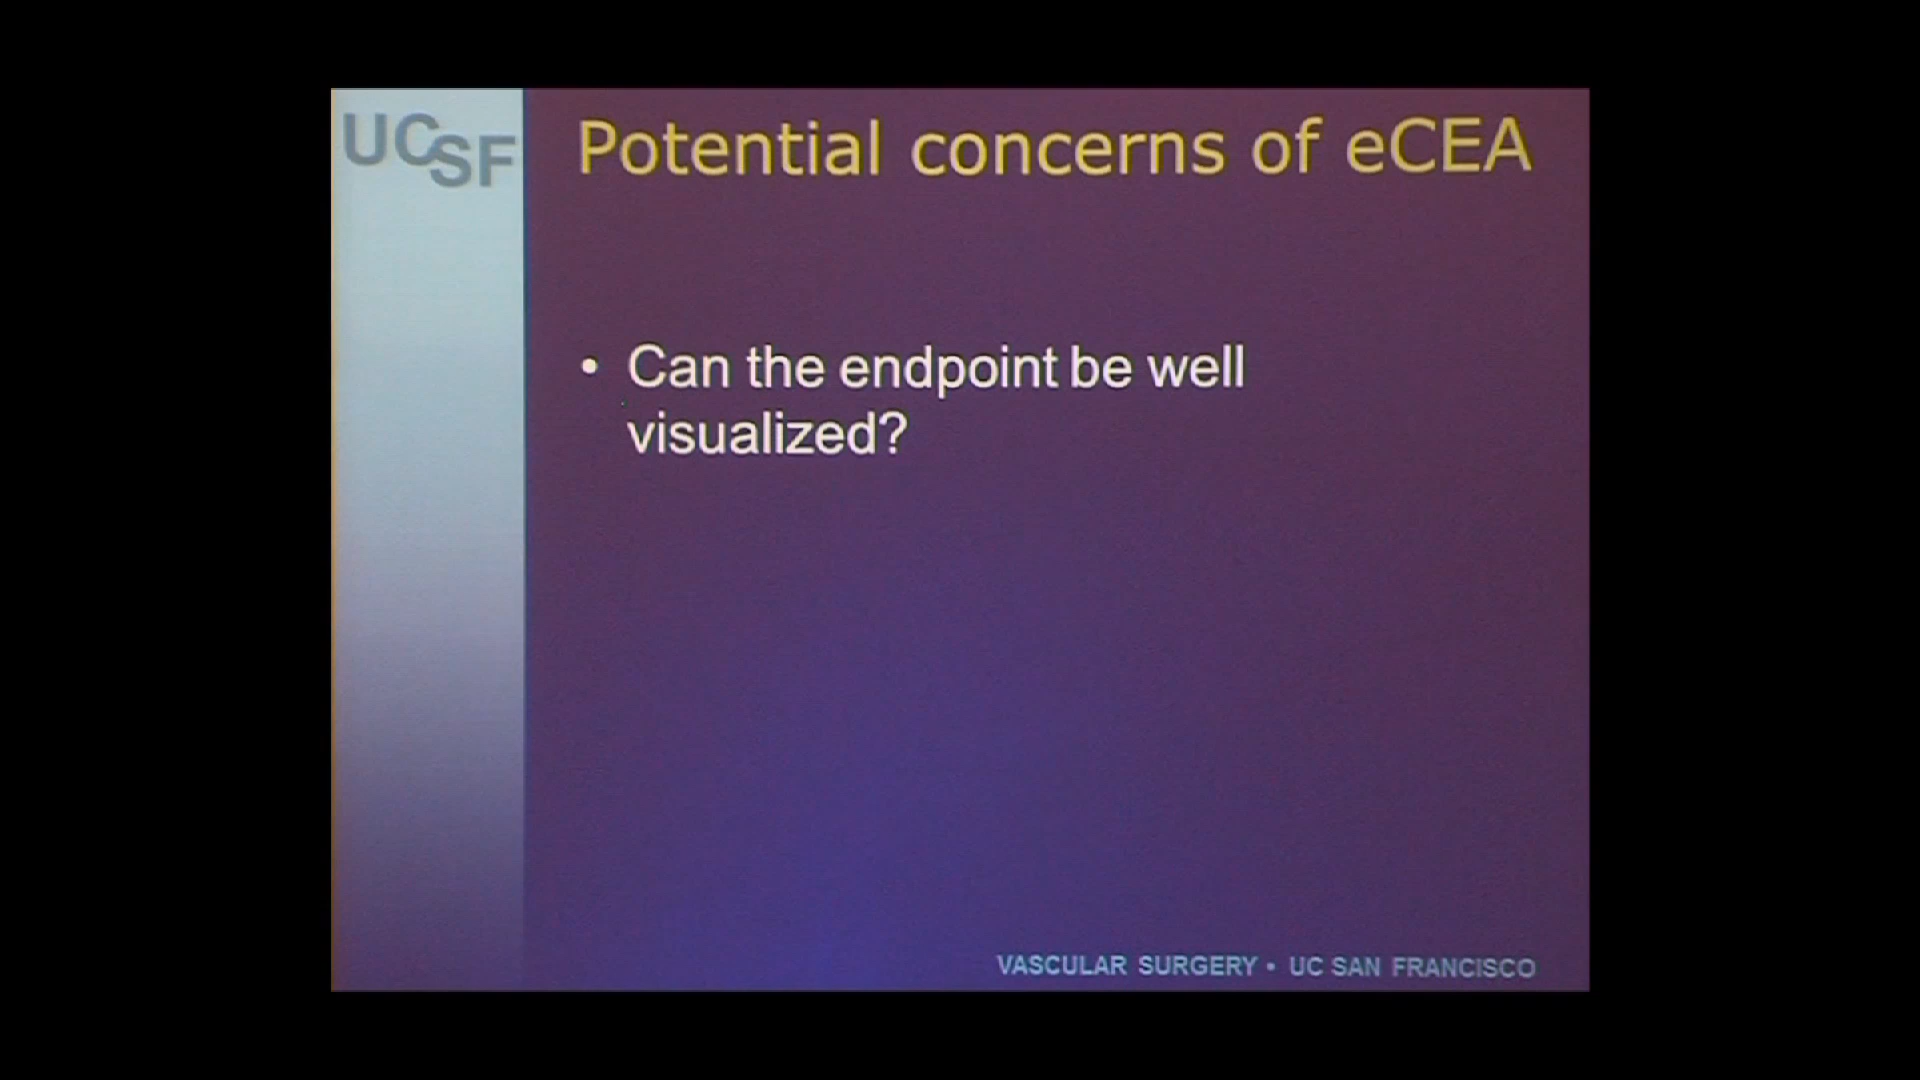 UCSF
Potential concerns of eCEA
• Can the endpoint be well
visualized?
VASCULAR SURGERY • UC SAN FRANCISCO